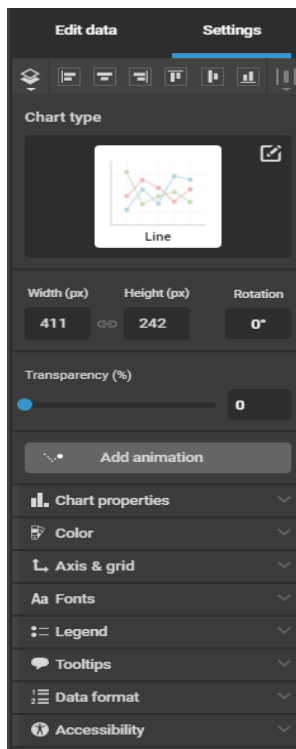 Edit data Settings
Chart type
Line
Width (px) Height (px) Rotation
411 242 0°
Transparency (%)
0
Add animation
Chart properties
Color
Axis & grid
Aa Fonts
Legend
Tooltips
Data format
Accessibility